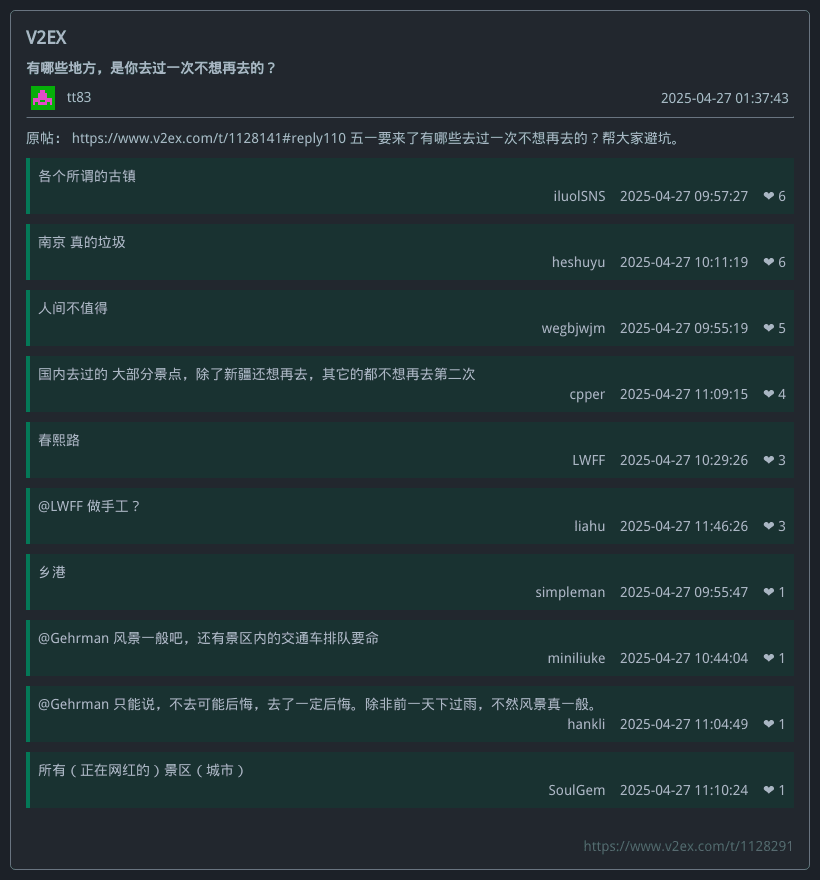 V2EX
有哪些地方，是你去过一次不想再去的？
tt83 2025-04-27 01:37:43
原帖： https://www.v2ex.com/t/1128141#reply110 五一要来了有哪些去过一次不想再去的？帮大家避坑。
各个所谓的古镇
iluolSNS 2025-04-27 09:57:27 ❤ 6
南京 真的垃圾
heshuyu 2025-04-27 10:11:19 ❤ 6
人间不值得
wegbjwjm 2025-04-27 09:55:19 ❤ 5
国内去过的 大部分景点，除了新疆还想再去，其它的都不想再去第二次
cpper 2025-04-27 11:09:15 ❤ 4
春熙路
LWFF 2025-04-27 10:29:26 ❤ 3
@LWFF 做手工？
liahu 2025-04-27 11:46:26 ❤ 3
乡港
simpleman 2025-04-27 09:55:47 ❤ 1
@Gehrman 风景一般吧，还有景区内的交通车排队要命
miniliuke 2025-04-27 10:44:04 ❤ 1
@Gehrman 只能说，不去可能后悔，去了一定后悔。除非前一天下过雨，不然风景真一般。
hankli 2025-04-27 11:04:49 ❤ 1
所有（正在网红的）景区（城市）
SoulGem 2025-04-27 11:10:24 ❤ 1
https://www.v2ex.com/t/1128291